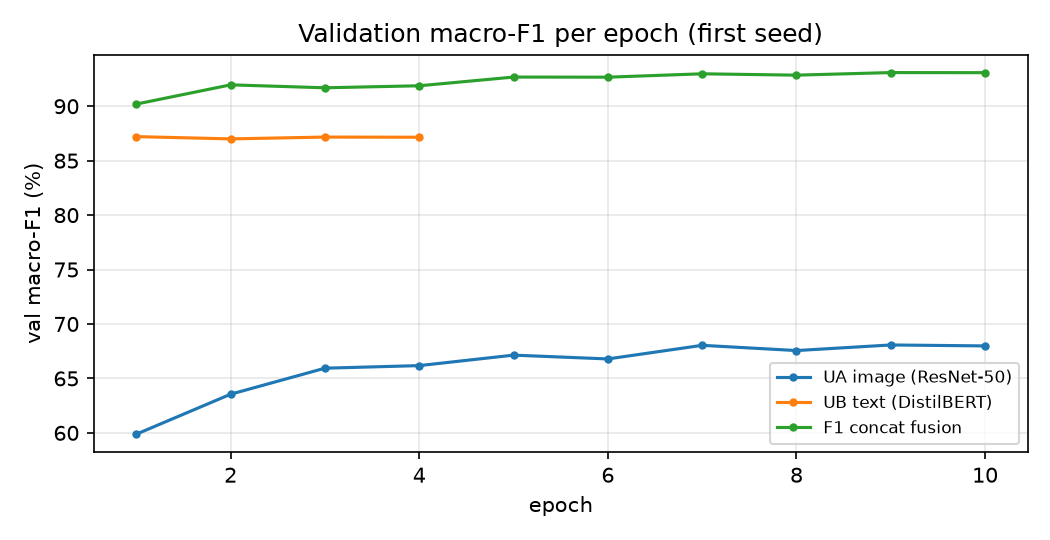 Validation macro-F1 per epoch (first seed)
val macro-F1 (%)
90
85
80
75
70
65
60
2 4 6 8 10
epoch
UA image (ResNet-50)
UB text (DistilBERT)
F1 concat fusion